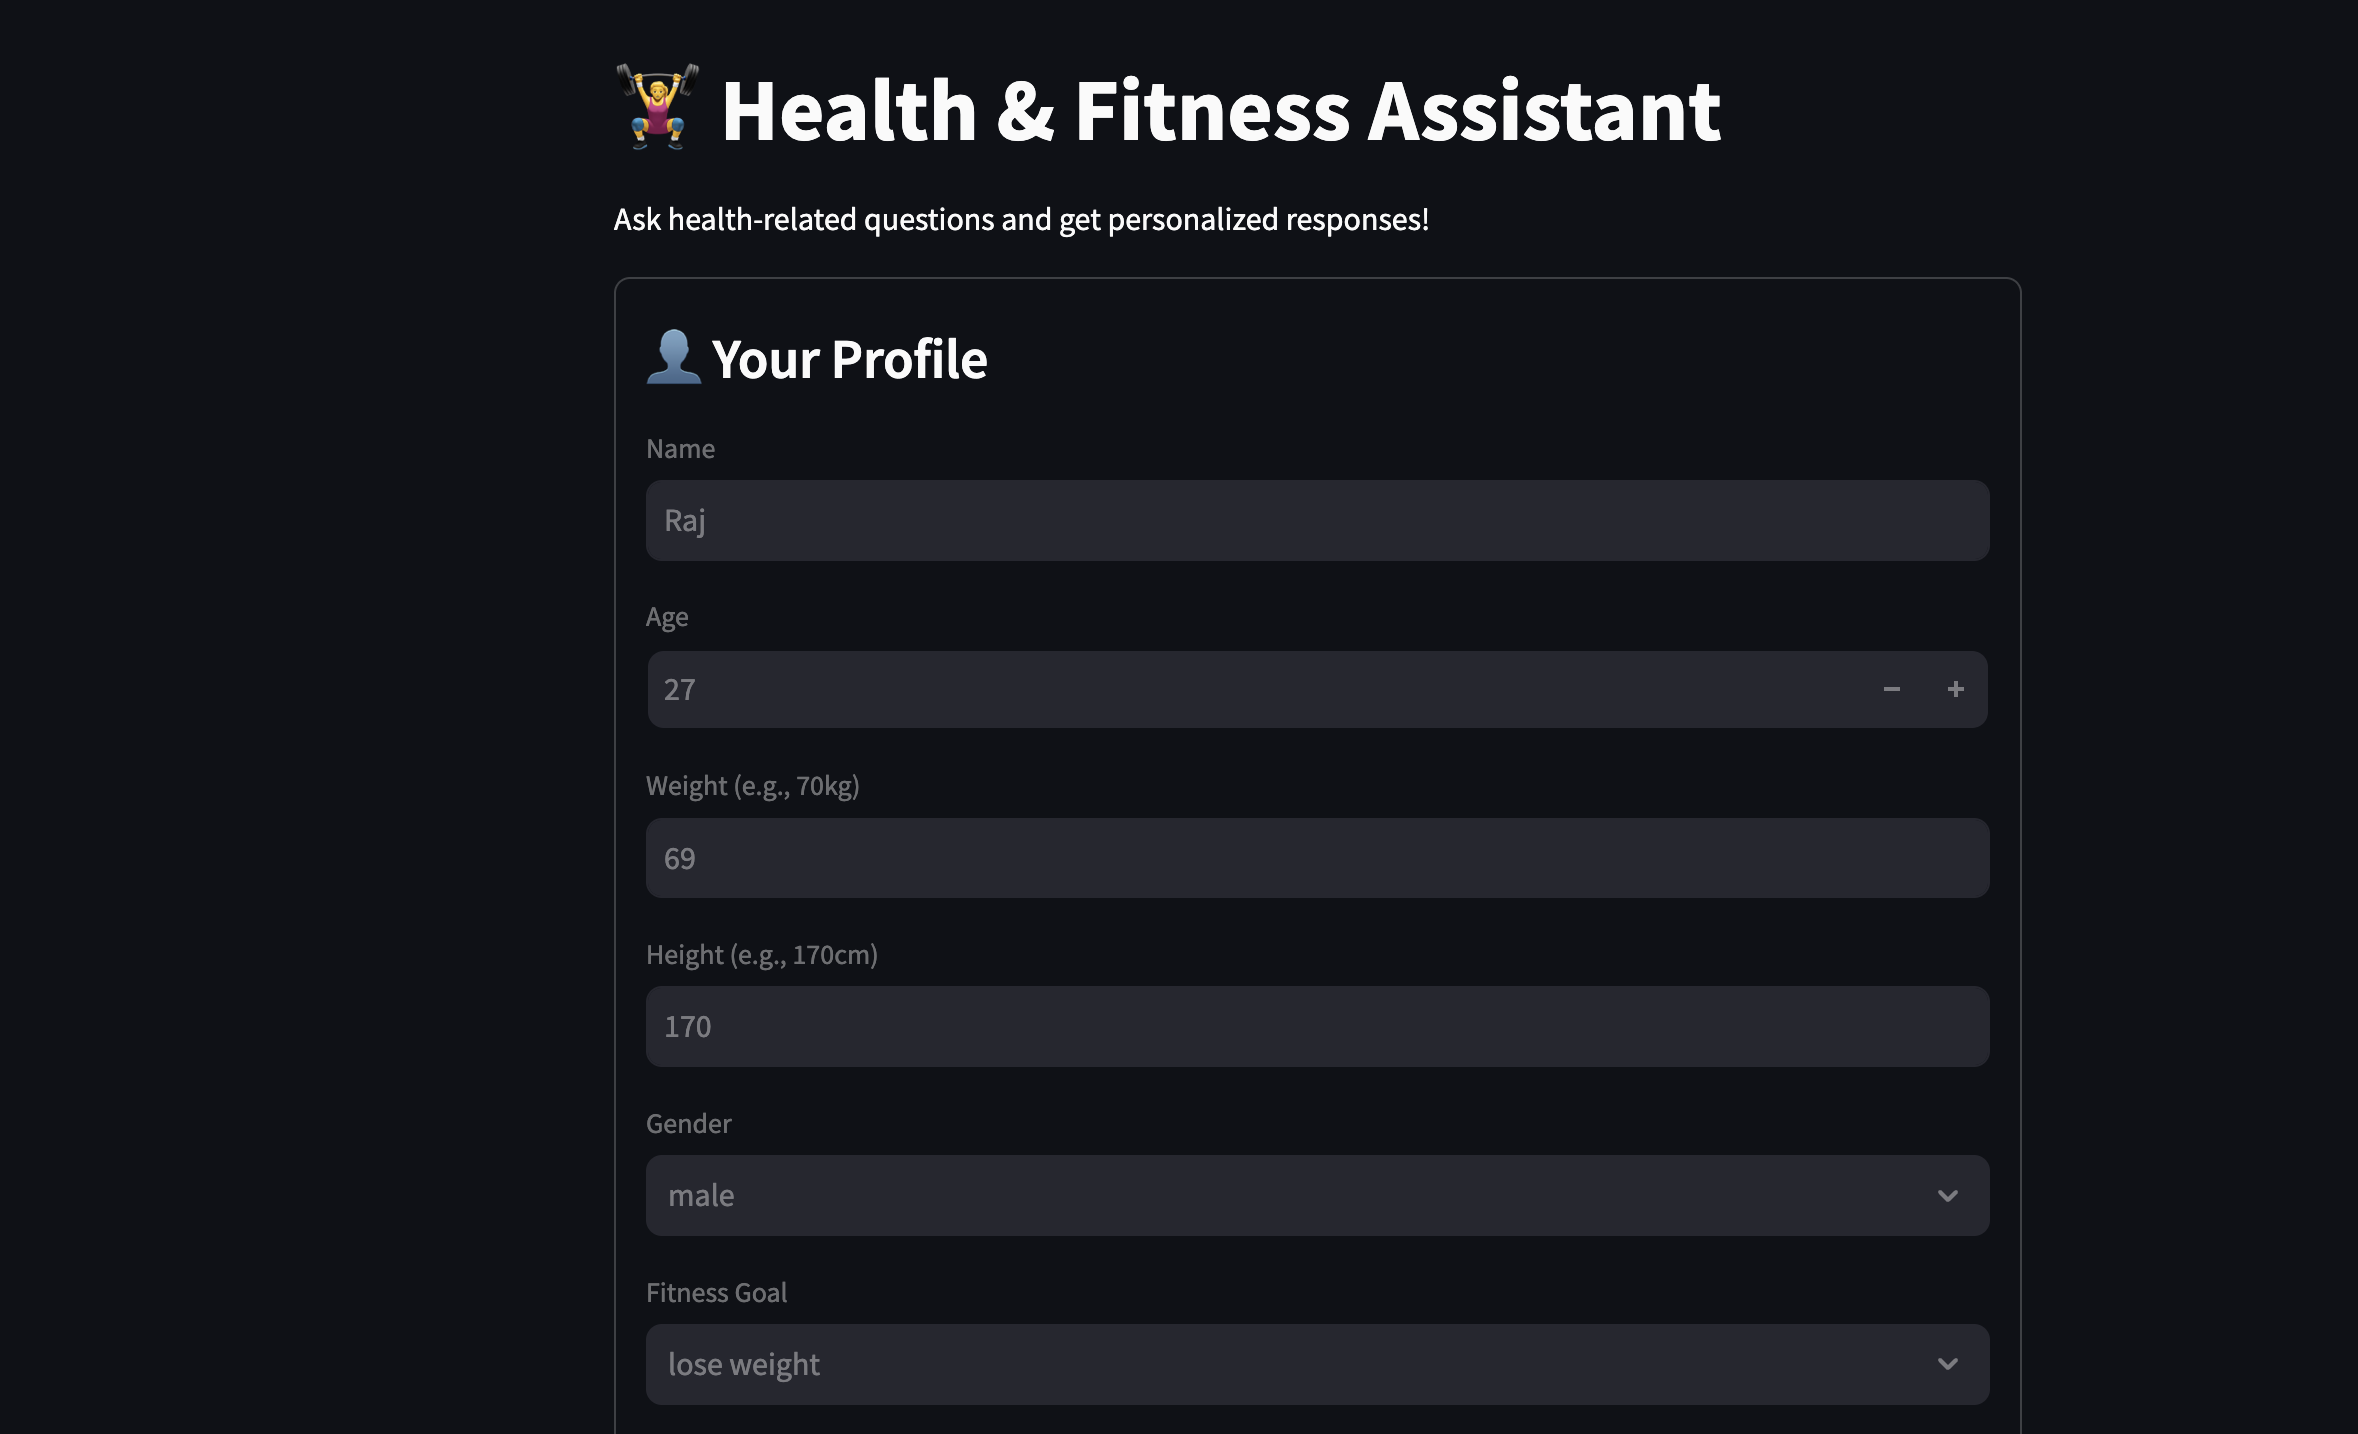 Health & Fitness Assistant
Ask health-related questions and get personalized responses!
Your Profile
Name
Raj
Age
27
Weight (e.g., 70kg)
69
Height (e.g., 170cm)
170
Gender
male
Fitness Goal
lose weight